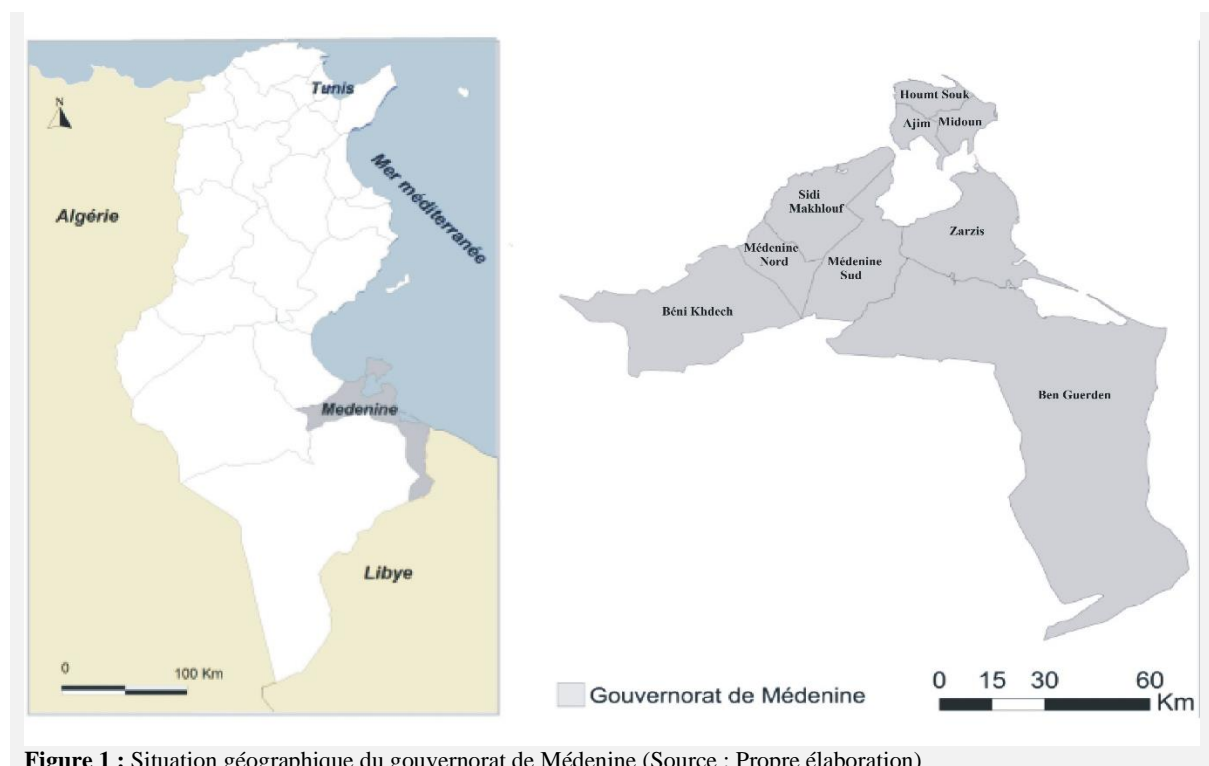 N
Tunis
Algérie
Mer méditerranée
Medenine
Libye
0 100 Km
Houmt Souk
Ajim Midoun
Sidi
Makhlouf
Zarzis
Médenine
Nord
Médenine
Sud
Béni Khdech
Ben Guerden
Gouvernorat de Médenine
0 15 30 60
Km
Figure 1 : Situation géographique du gouvernorat de Médenine (Source : Propre élaboration)